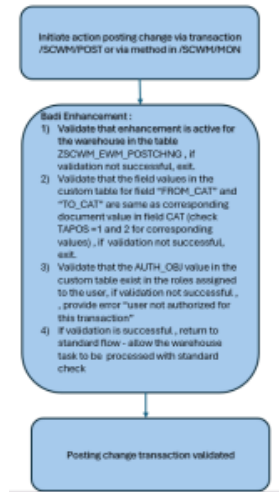 Initiate action posting change via transaction
/SCWM/POST or via method in /SCWM/MON
Badi Enhancement :
1) Validate that enhancement is active for
the warehouse in the table
ZSCWM_EWM_POSTCHNG , if
validation not successful, exit.
2) Validate that the field values in the
custom table for field "FROM_CAT" and
"TO_CAT" are same as corresponding
document value in field CAT (check
TAPOS =1 and 2 for corresponding
values) , if validation not successful,
exit.
3) Validate that the AUTH_OBJ value in the
custom table exist in the roles assigned
to the user, if validation not successful ,
, provide error "user not authorized for
this transaction"
4) If validation is successful , return to
standard flow - allow the warehouse
task to be processed with standard
check
Posting change transaction validated